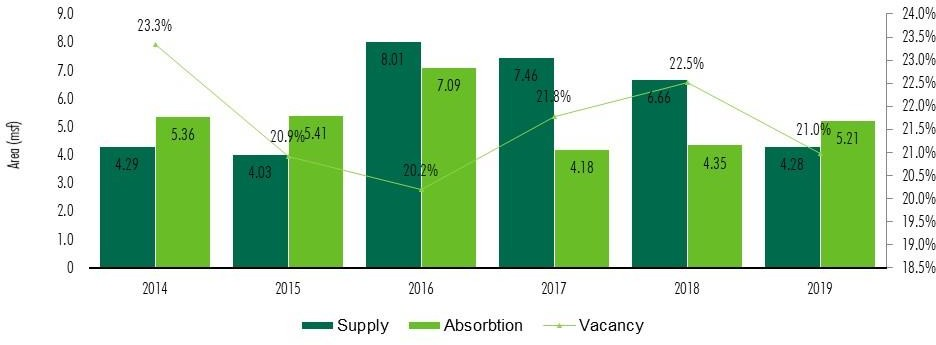 9.0 24.0%
23.3% 23.5%
8.0 8.01 23.0%
7.0 7.09 7.46 22.5% 22.5%
6.0 21.8% 6.66 22.0%
5.0 5.36 20.9% 5.41 21.0% 5.21 21.5%
4.0 4.29 4.03 20.2% 4.18 4.35 4.28 21.0%
3.0 20.5%
2.0 20.0%
1.0 19.5%
0 19.0%
18.5%
Area (msf)
2014 2015 2016 2017 2018 2019
Supply Absorbtion Vacancy